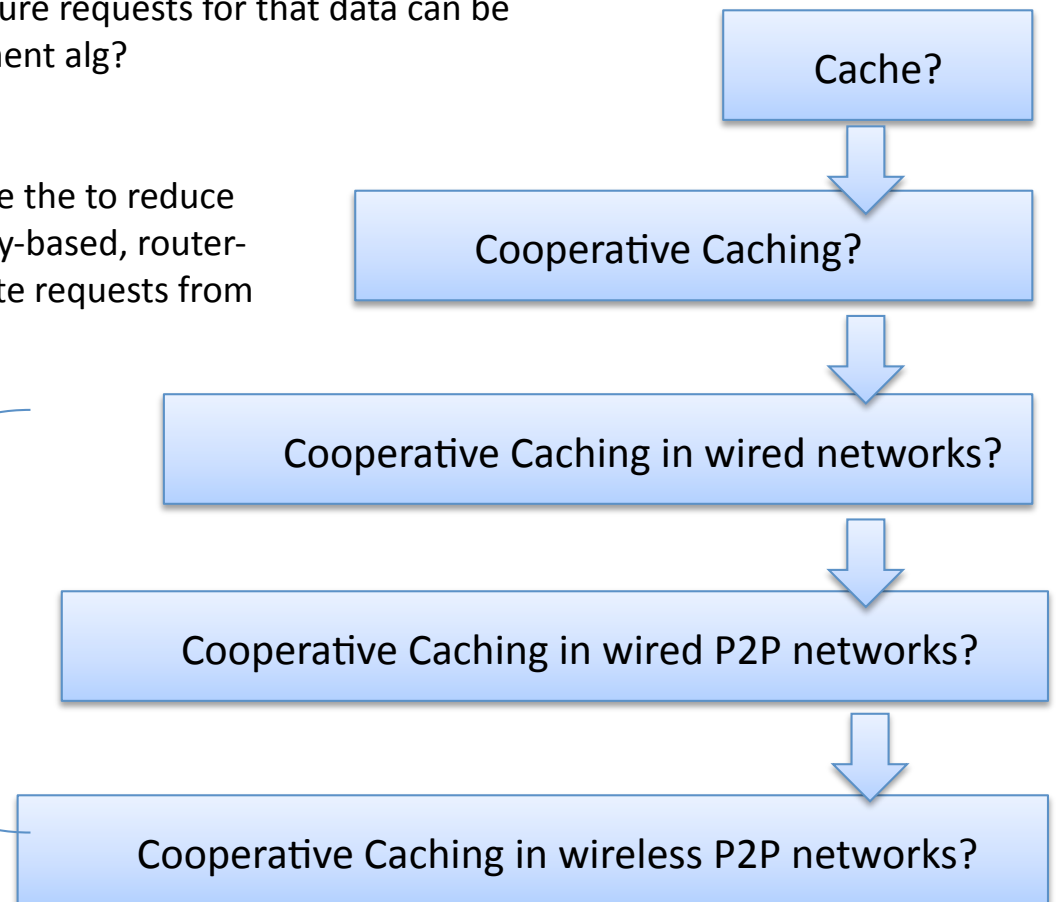 ure requests for that data can be
ent alg?
Cache?
e the to reduce
y-based, router-
te requests from
Cooperative Caching?
Cooperative Caching in wired networks?
Cooperative Caching in wired P2P networks?
Cooperative Caching in wireless P2P networks?